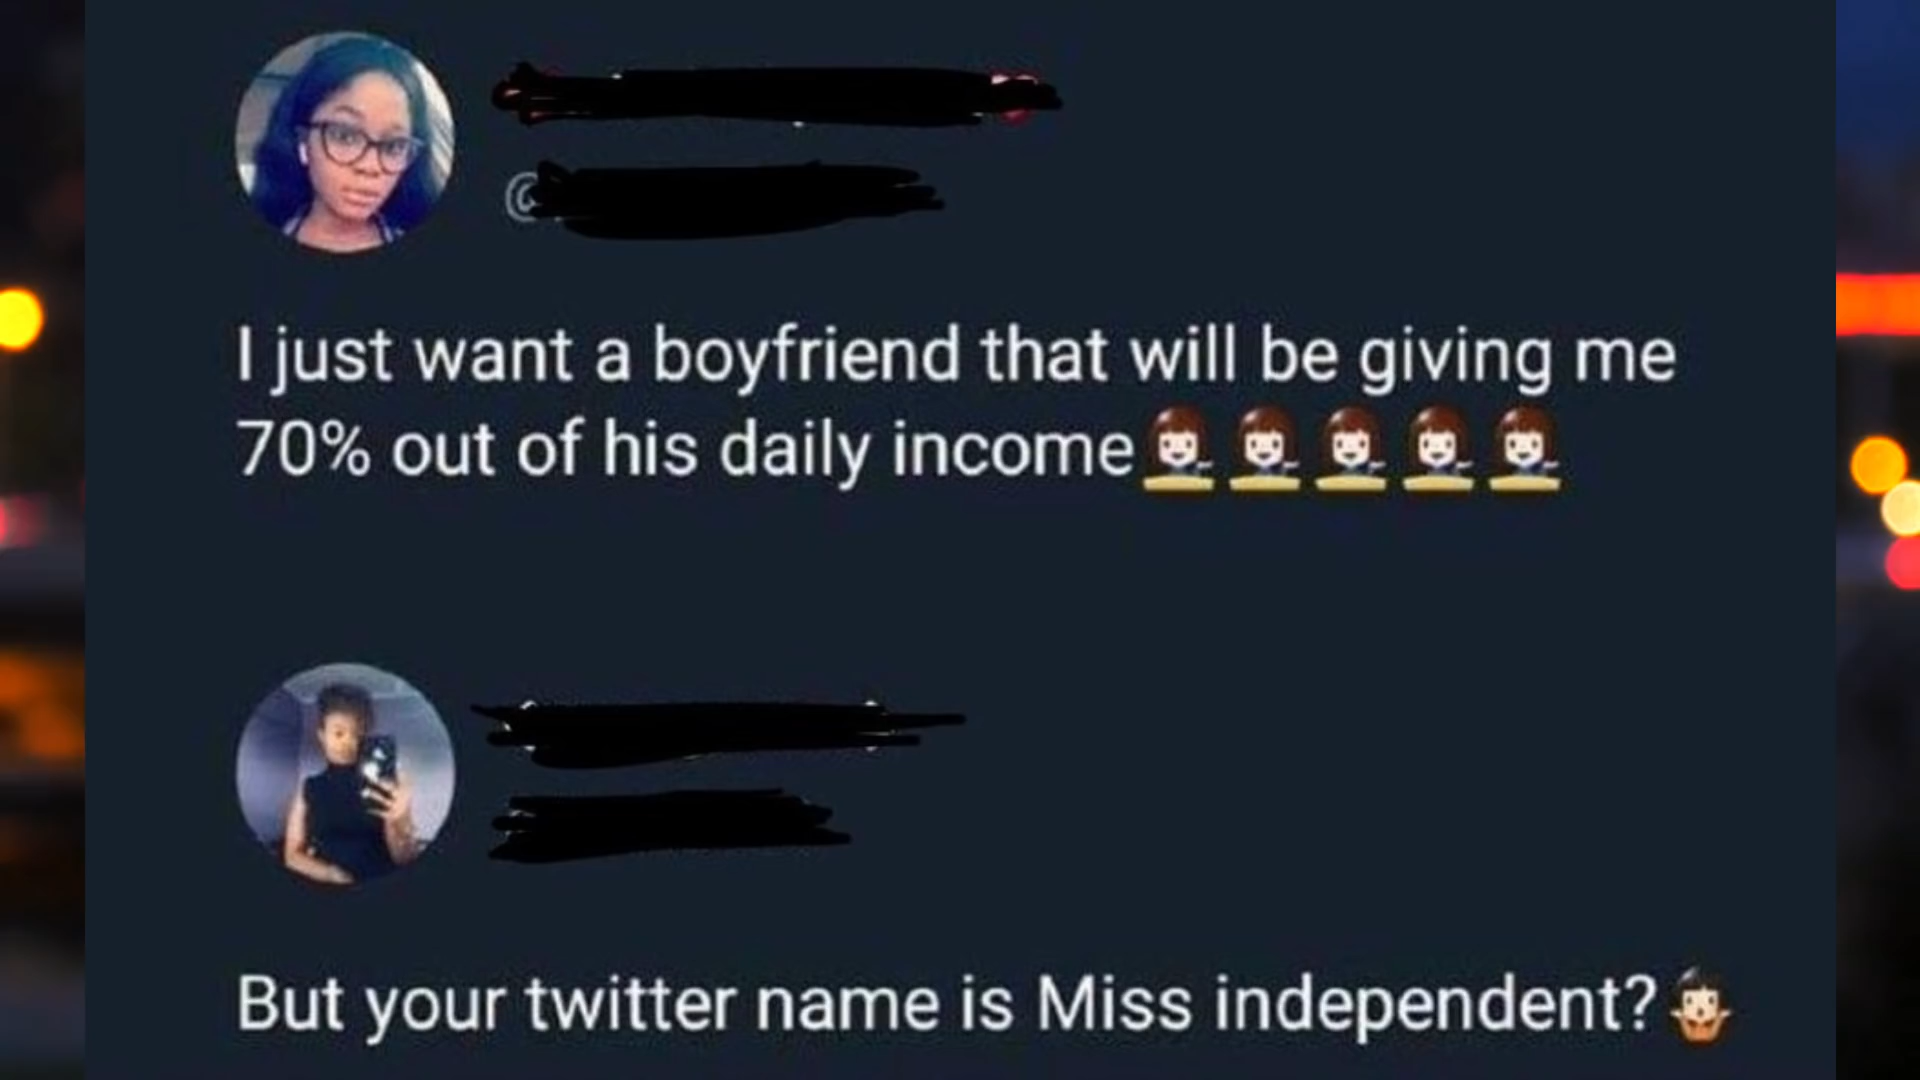 @
I just want a boyfriend that will be giving me
70% out of his daily income
But your twitter name is Miss independent?